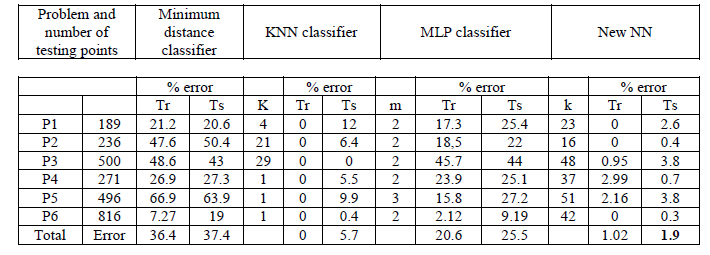 Problem and number of testing points Minimum distance classifier KNN classifier MLP classifier New NN
% error % error % error % error
Tr Ts K Tr Ts m Tr Ts k Tr Ts
P1 189 21.2 20.6 4 0 12 2 17.3 25.4 23 0 2.6
P2 236 47.6 50.4 21 0 6.4 2 18,5 22 16 0 0.4
P3 500 48.6 43 29 0 0 2 45.7 44 48 0.95 3.8
P4 271 26.9 27.3 1 0 5.5 2 23.9 25.1 37 2.99 0.7
P5 496 66.9 63.9 1 0 9.9 3 15.8 27.2 51 2.16 3.8
P6 816 7.27 19 1 0 0.4 2 2.12 9.19 42 0 0.3
Total Error 36.4 37.4 0 5.7 20.6 25.5 1.02 1.9